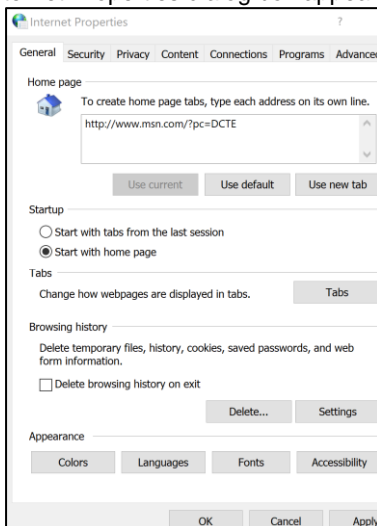 Internet Properties ?
General Security Privacy Content Connections Programs Advance
Home page
To create home page tabs, type each address on its own line.
http://www.msn.com/?pc=DCTE
Use current Use default Use new tab
Startup
Start with tabs from the last session
Start with home page
Tabs
Change how webpages are displayed in tabs. Tabs
Browsing history
Delete temporary files, history, cookies, saved passwords, and web
form information.
Delete browsing history on exit
Delete... Settings
Appearance
Colors Languages Fonts Accessibility
OK Cancel Apply